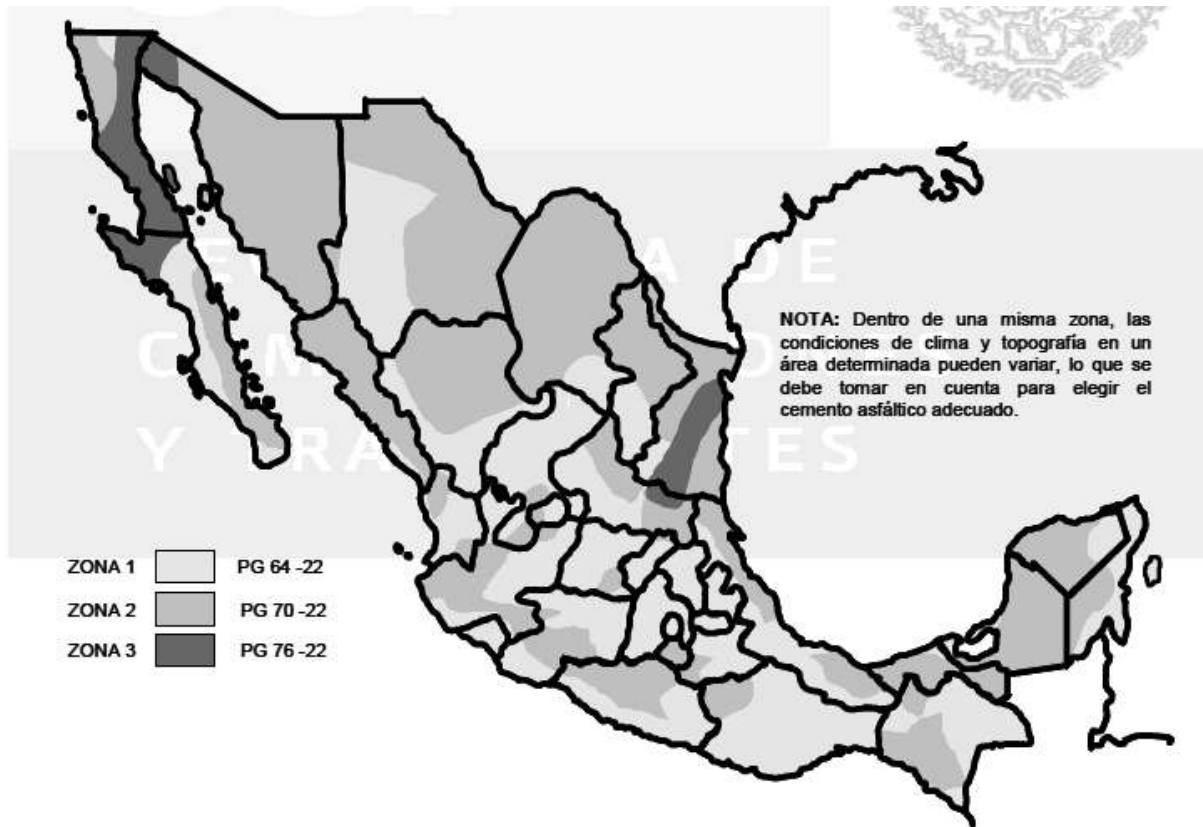 NOTA: Dentro de una misma zona, las
condiciones de clima y topografía en un
área determinada pueden variar, lo que se
debe tomar en cuenta para elegir el
cemento asfáltico adecuado.
ZONA 1 PG 64 -22
ZONA 2 PG 70 -22
ZONA 3 PG 76 -22